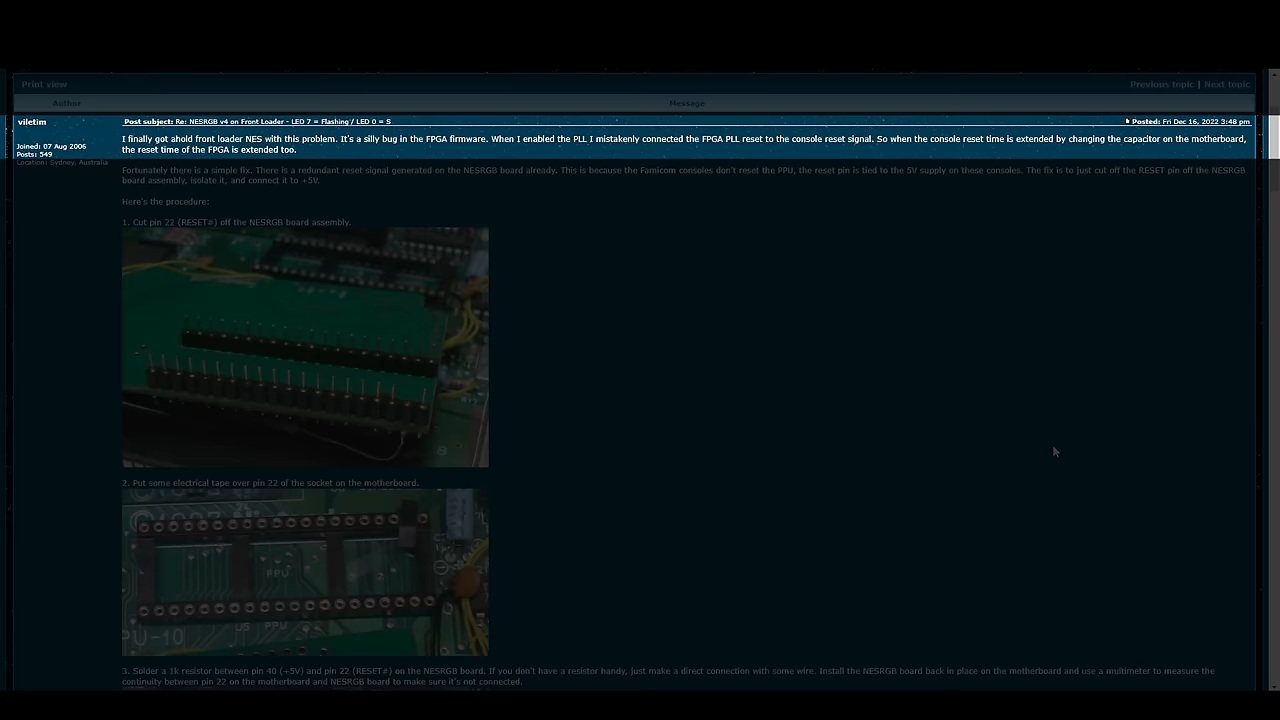 Print view
Previous topic | Next topic
Author
Message
viletim
Post subject: Re: NESRGB v4 on Front Loader - LED 7 = Flashing / LED 0 = S
Posted: Fri Dec 16, 2022 3:48 pm
Joined: 07 Aug 2006
Posts: 549
Location: Sydney, Australia
I finally got ahold front loader NES with this problem. It's a silly bug in the FPGA firmware. When I enabled the PLL I mistakenly connected the FPGA PLL reset to the console reset signal. So when the console reset time is extended by changing the capacitor on the motherboard,
the reset time of the FPGA is extended too.
Fortunately there is a simple fix. There is a redundant reset signal generated on the NESRGB board already. This is because the Famicom consoles don't reset the PPU, the reset pin is tied to the 5V supply on these consoles. The fix is to just cut off the RESET pin off the NESRGB
board assembly, isolate it, and connect it to +5V.
Here's the procedure:
1. Cut pin 22 (RESET#) off the NESRGB board assembly.
2. Put some electrical tape over pin 22 of the socket on the motherboard.
PPU
2
PU-10
U5 PPU
3. Solder a 1k resistor between pin 40 (+5V) and pin 22 (RESET#) on the NESRGB board. If you don't have a resistor handy, just make a direct connection with some wire. Install the NESRGB board back in place on the motherboard and use a multimeter to measure the
continuity between pin 22 on the motherboard and NESRGB board to make sure it's not connected.